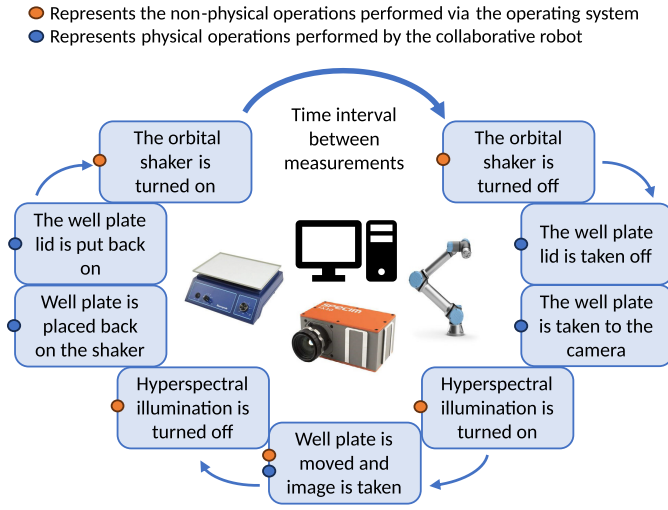 Represents the non-physical operations performed via the operating system
Represents physical operations performed by the collaborative robot
Time interval
between
measurements
The orbital
shaker is
turned on
The orbital
shaker is
turned off
The well plate
lid is put back
on
The well plate
lid is taken off
Well plate is
placed back
on the shaker
The well plate
is taken to the
camera
specim
Hyperspectral
illumination is
turned off
Hyperspectral
illumination is
turned on
Well plate is
moved and
image is taken